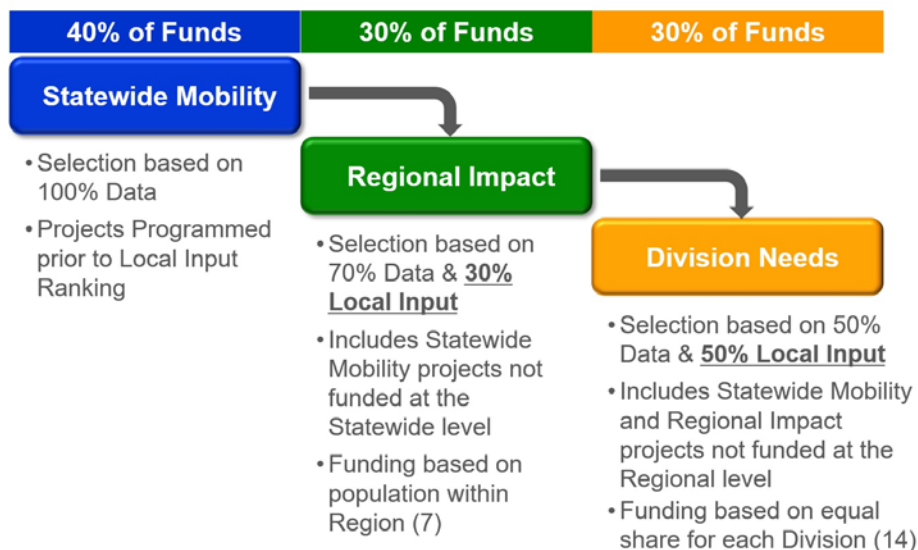 40% of Funds
30% of Funds
30% of Funds
Statewide Mobility
• Selection based on
100% Data
• Projects Programmed
prior to Local Input
Ranking
Regional Impact
• Selection based on
70% Data & 30%
Local Input
• Includes Statewide
Mobility projects not
funded at the
Statewide level
• Funding based on
population within
Region (7)
Division Needs
• Selection based on 50%
Data & 50% Local Input
• Includes Statewide Mobility
and Regional Impact
projects not funded at the
Regional level
• Funding based on equal
share for each Division (14)